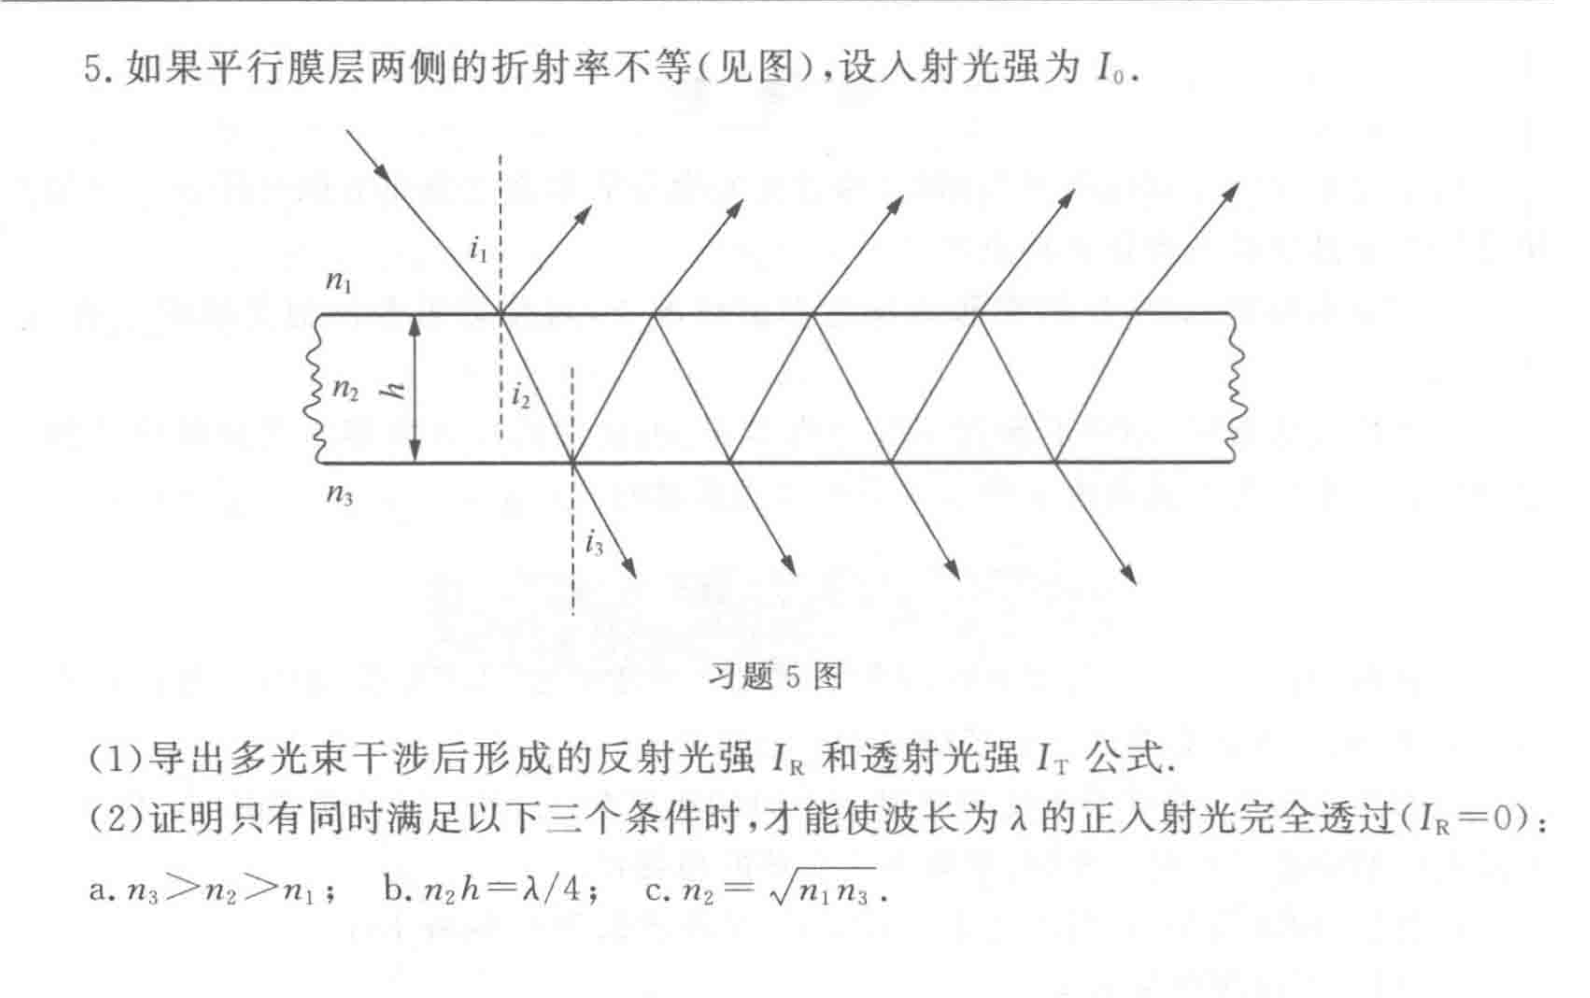 5. 如果平行膜层两侧的折射率不等(见图),设入射光强为 I₀.
i₁
n₁
n₂
h
i₂
n₃
i₃
习题 5 图
(1)导出多光束干涉后形成的反射光强 I_R 和透射光强 I_T 公式.
(2)证明只有同时满足以下三个条件时,才能使波长为 λ 的正入射光完全透过(I_R=0):
a. n₃>n₂>n₁; b. n₂h=λ/4; c. n₂=√n₁n₃.